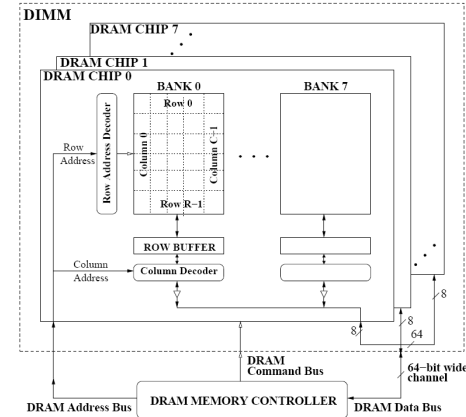 DIMM
DRAM CHIP 7
DRAM CHIP 1
DRAM CHIP 0
BANK 0
BANK 7
Row 0
Row Address Decoder
Column 0
Column C−1
Row
Address
Row R−1
ROW BUFFER
Column
Address
Column Decoder
8
8
8
64
DRAM
Command Bus
64−bit wide
channel
DRAM Address Bus
DRAM MEMORY CONTROLLER
DRAM Data Bus